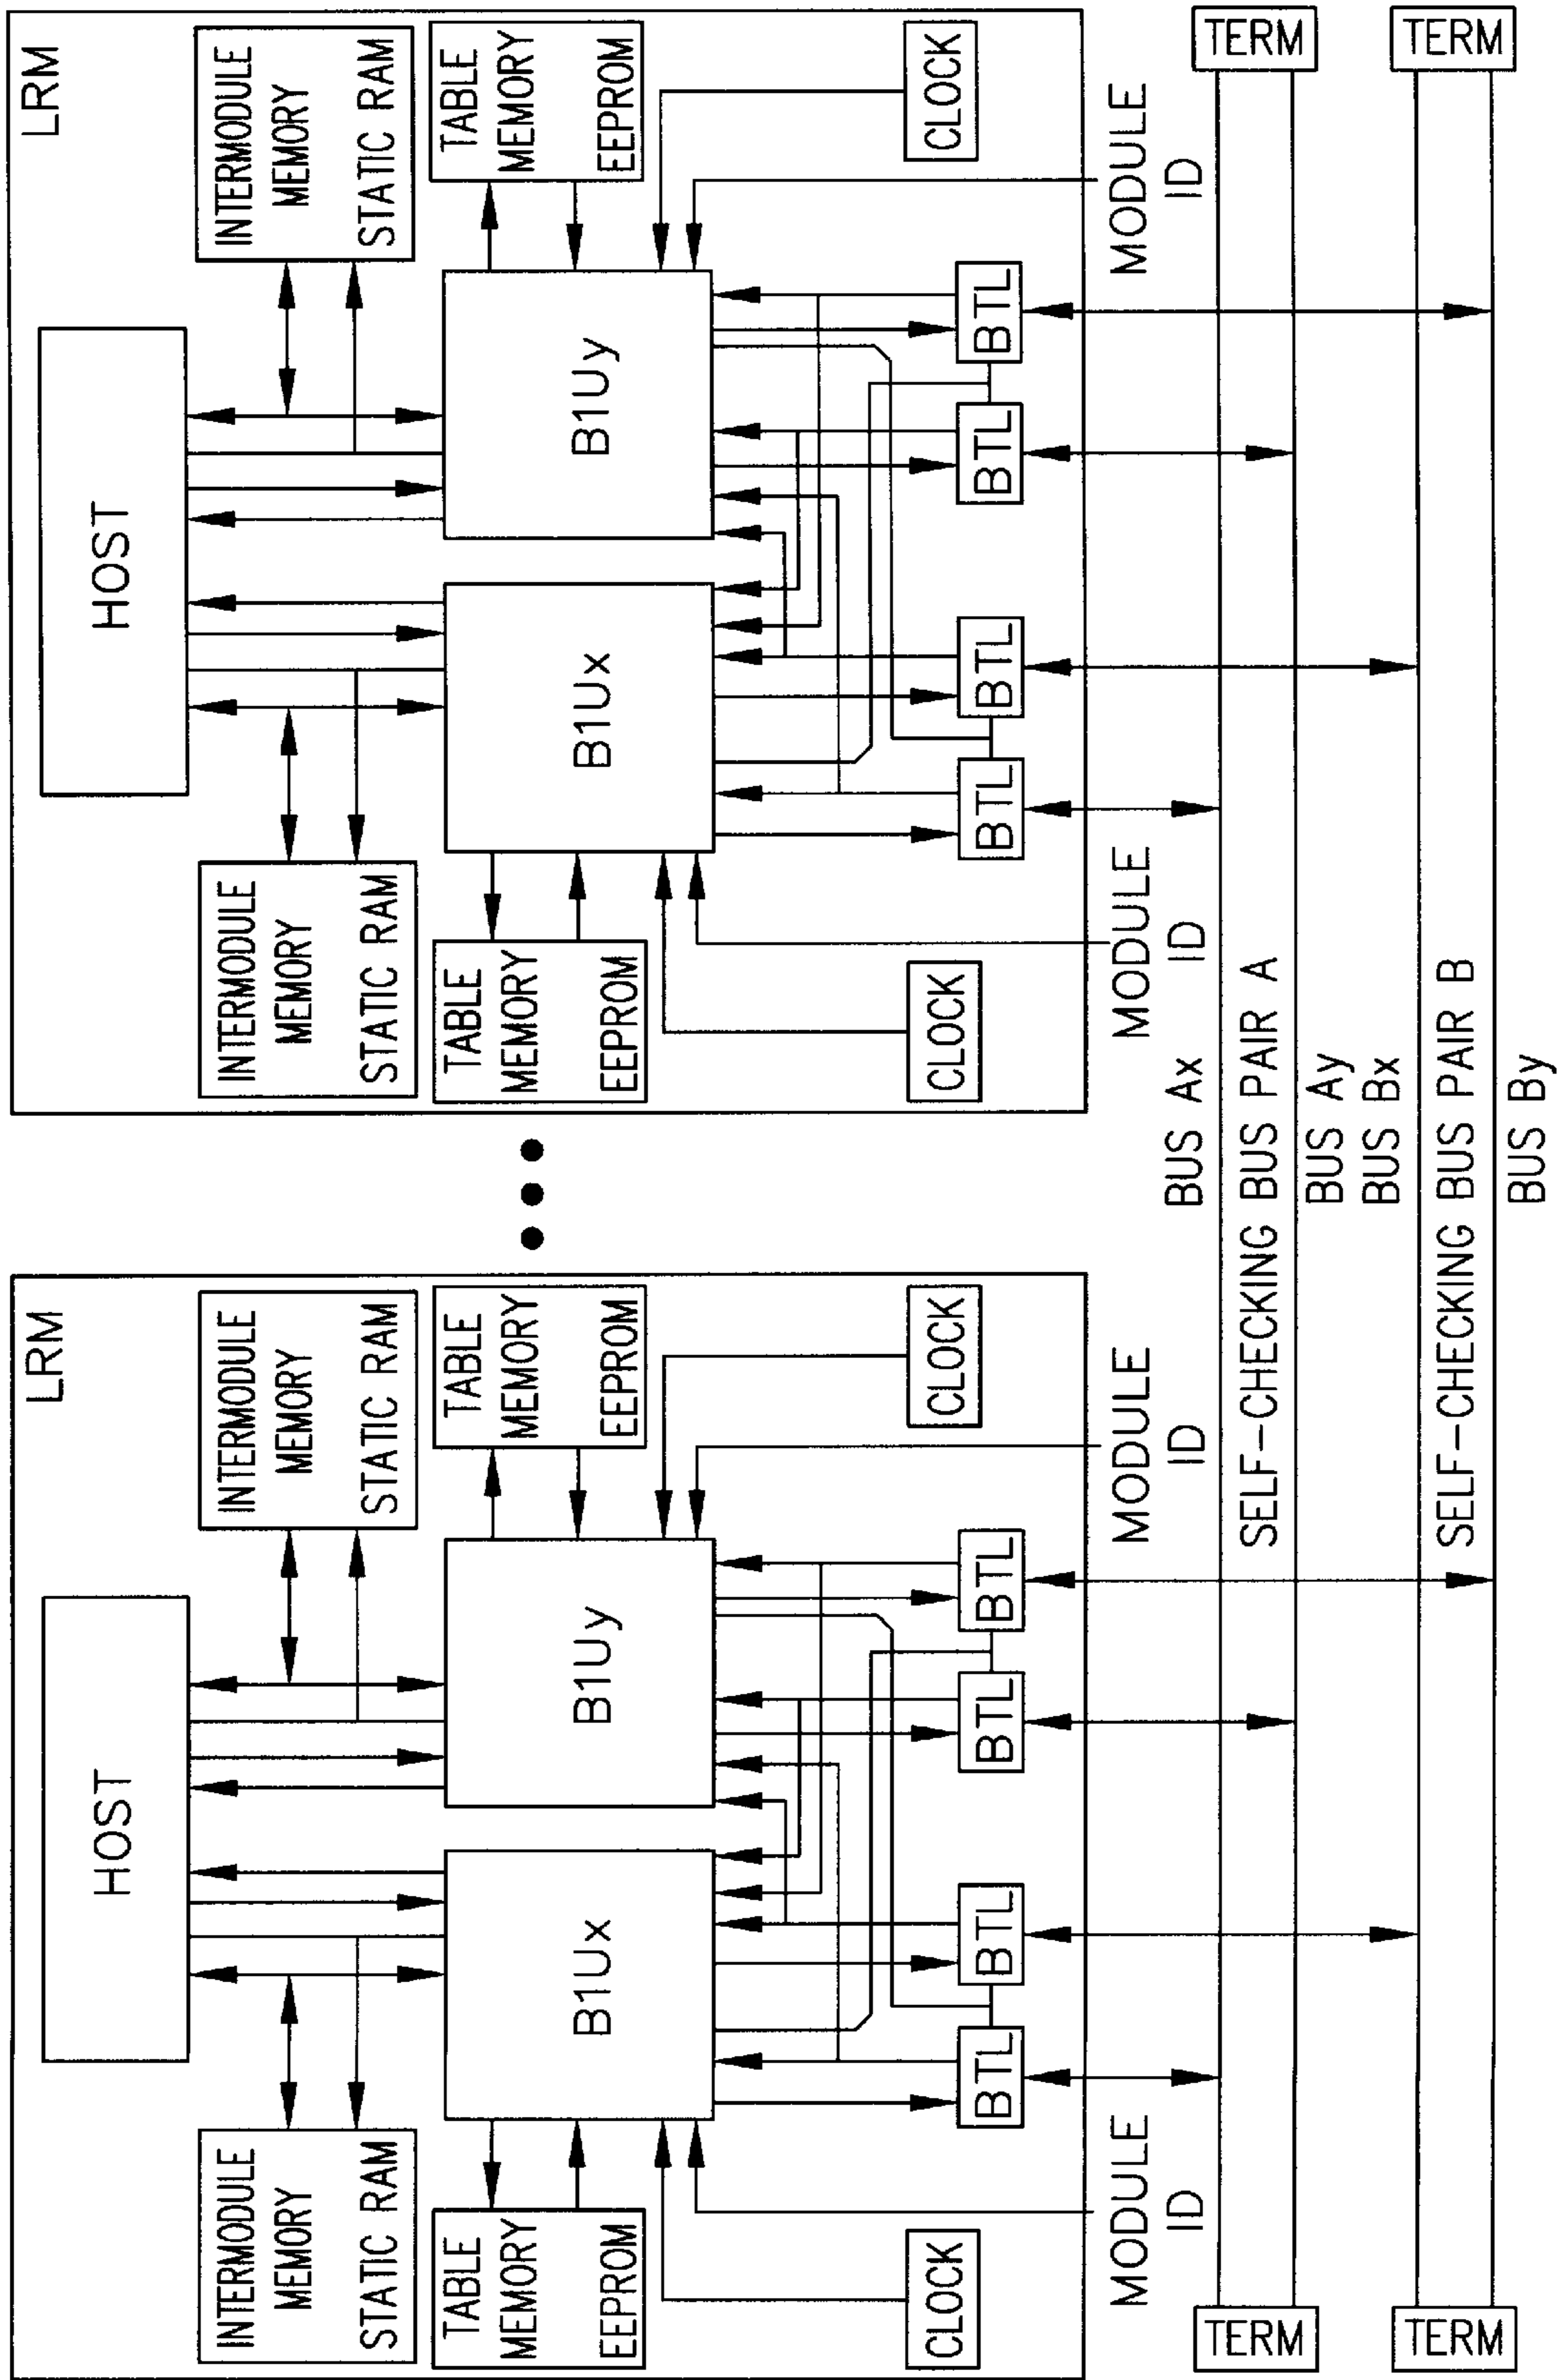 LRM
HOST
INTERMODULE
MEMORY
STATIC RAM
INTERMODULE
MEMORY
STATIC RAM
TABLE
MEMORY
EEPROM
B1Ux
B1Uy
TABLE
MEMORY
EEPROM
CLOCK
BTL
BTL
BTL
BTL
CLOCK
MODULE
ID
MODULE
ID
LRM
HOST
INTERMODULE
MEMORY
STATIC RAM
INTERMODULE
MEMORY
STATIC RAM
TABLE
MEMORY
EEPROM
B1Ux
B1Uy
TABLE
MEMORY
EEPROM
CLOCK
BTL
BTL
BTL
BTL
CLOCK
MODULE
ID
MODULE
ID
BUS Ax
TERM
SELF-CHECKING BUS PAIR A
TERM
BUS Ay
BUS Bx
TERM
SELF-CHECKING BUS PAIR B
TERM
BUS By